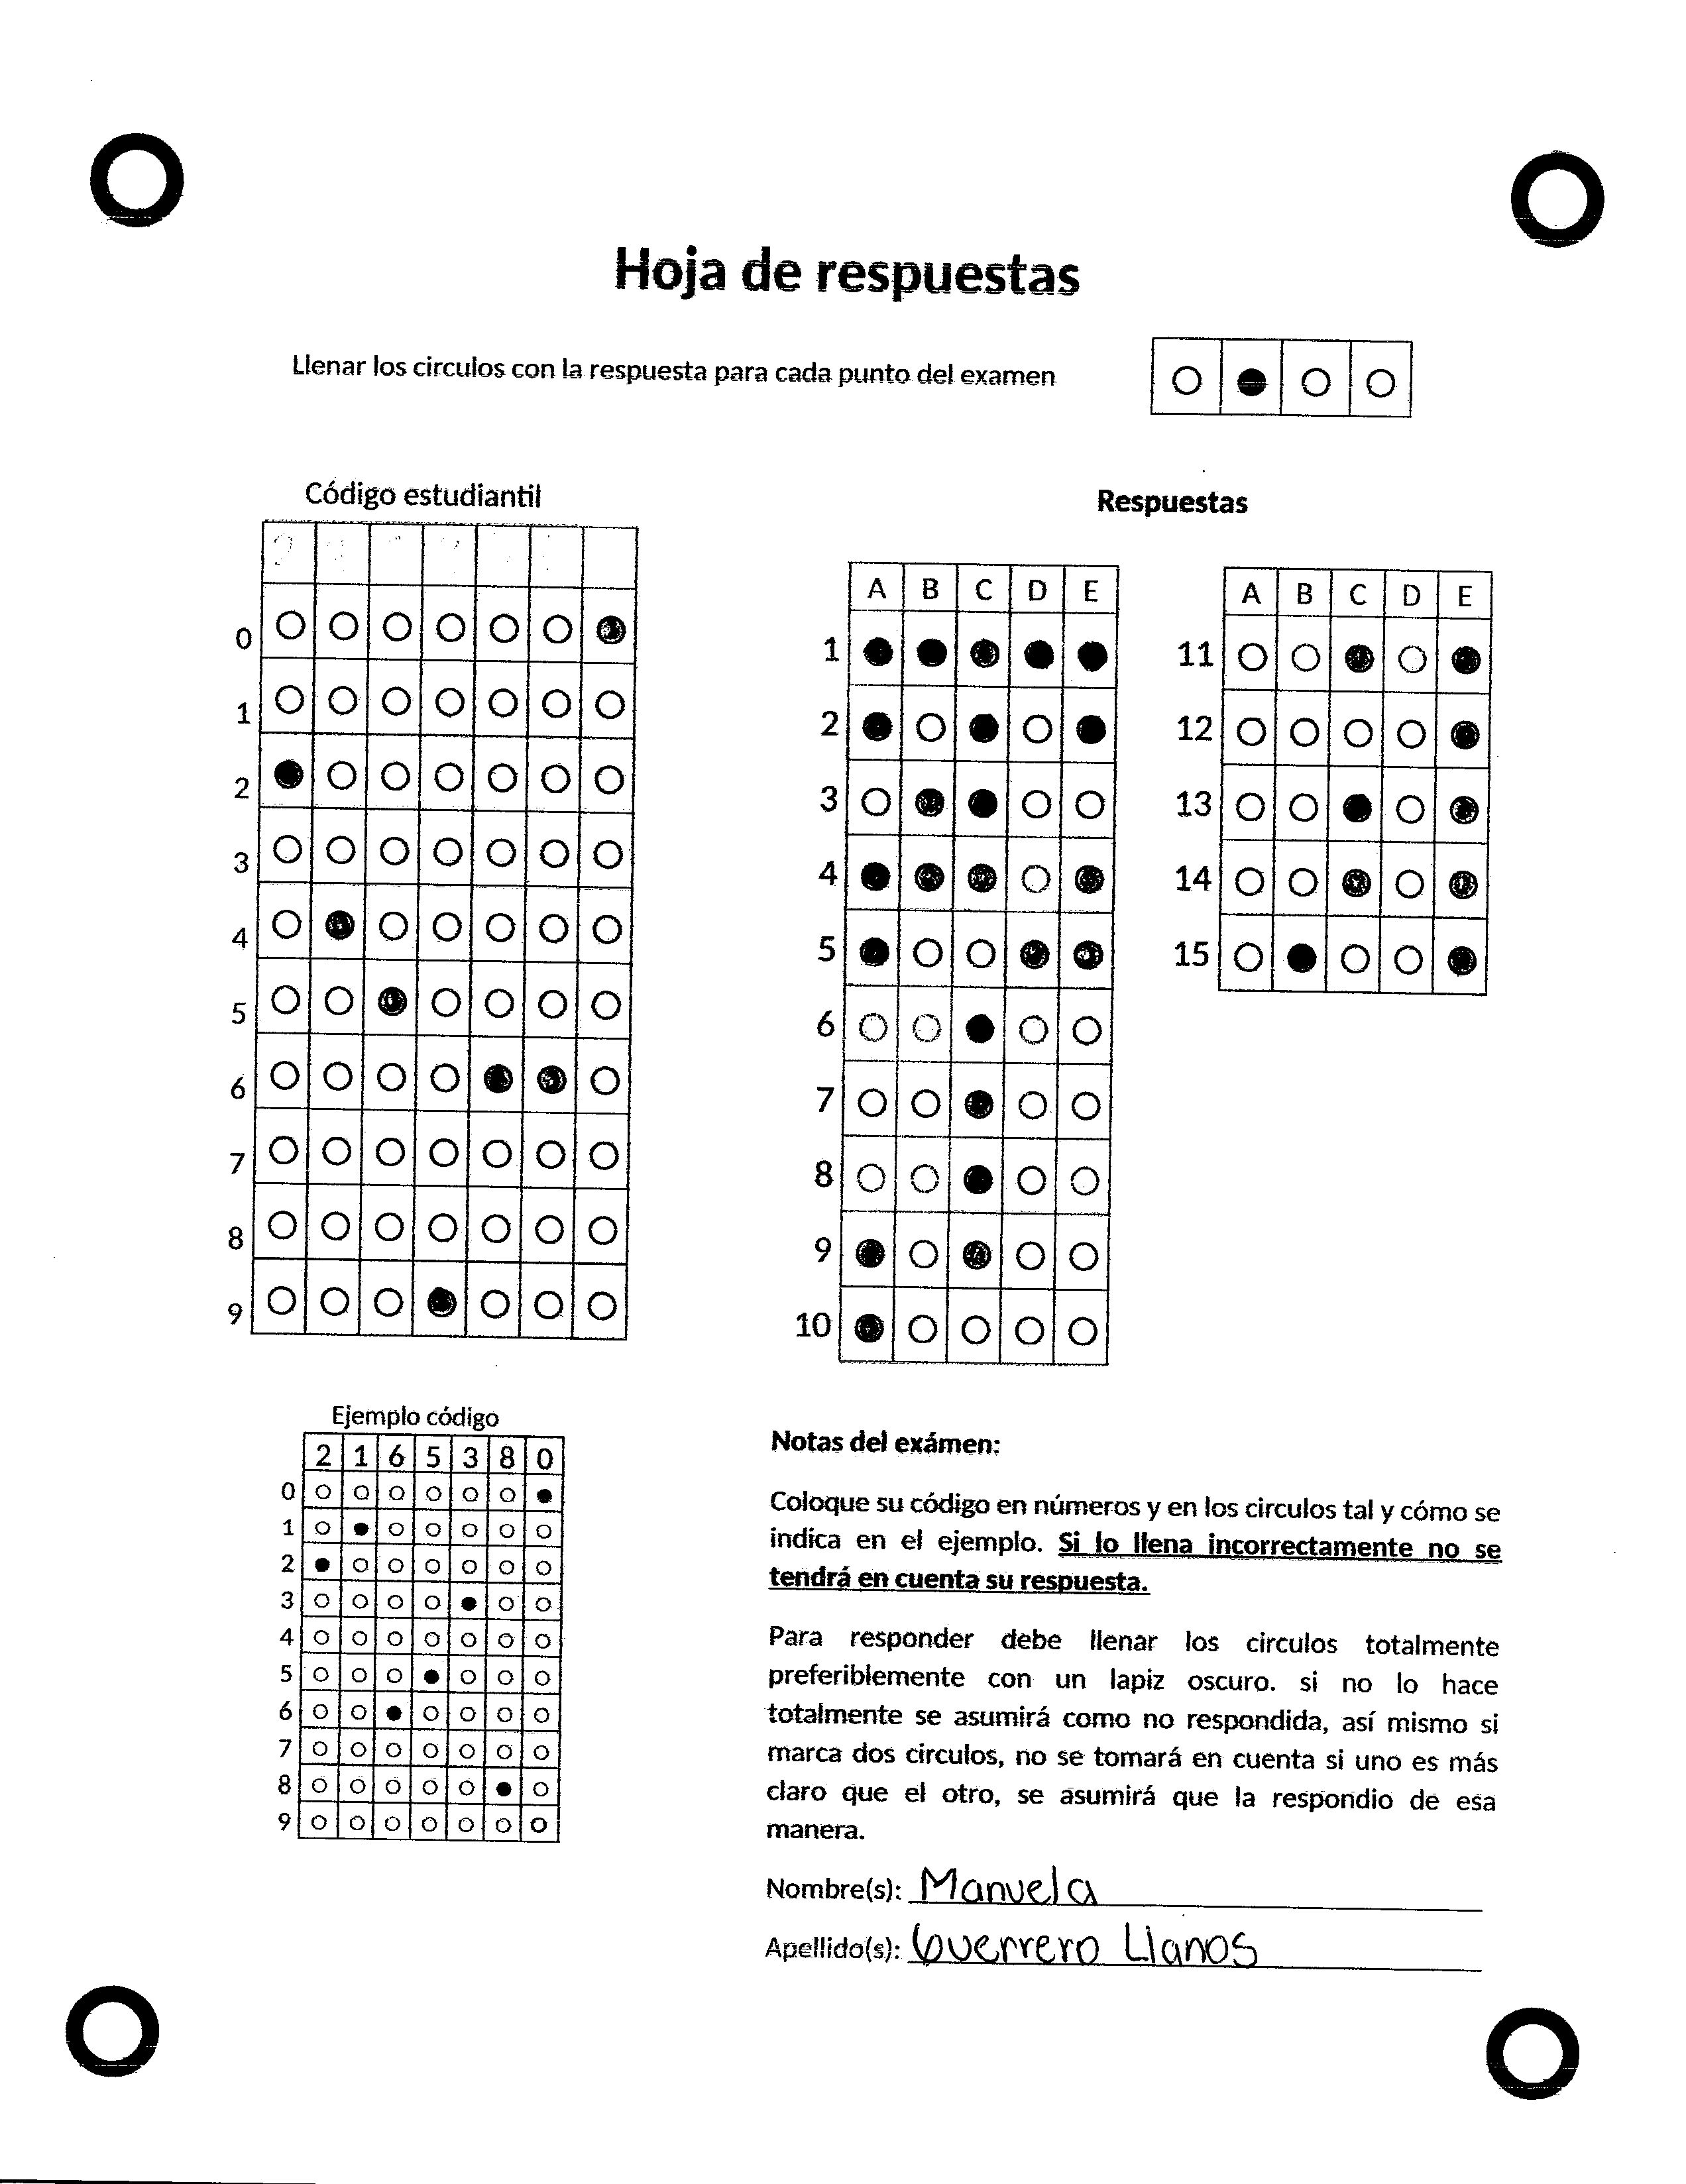 Hoja de respuestas
Llenar los circulos con la respuesta para cada punto del examen
Código estudiantil
0
1
2
3
4
5
6
7
8
9
Respuestas
A B C D E
1
2
3
4
5
6
7
8
9
10
A B C D E
11
12
13
14
15
Ejemplo código
2 1 6 5 3 8 0
0
1
2
3
4
5
6
7
8
9
Notas del exámen:
Coloque su código en números y en los circulos tal y cómo se
indica en el ejemplo. Si lo llena incorrectamente no se
tendrá en cuenta su respuesta.
Para responder debe llenar los circulos totalmente
preferiblemente con un lapiz oscuro. si no lo hace
totalmente se asumirá como no respondida, así mismo si
marca dos circulos, no se tomará en cuenta si uno es más
claro que el otro, se asumirá que la respondio de esa
manera.
Nombre(s): Manuela
Apellido(s): Guerrero Llanos